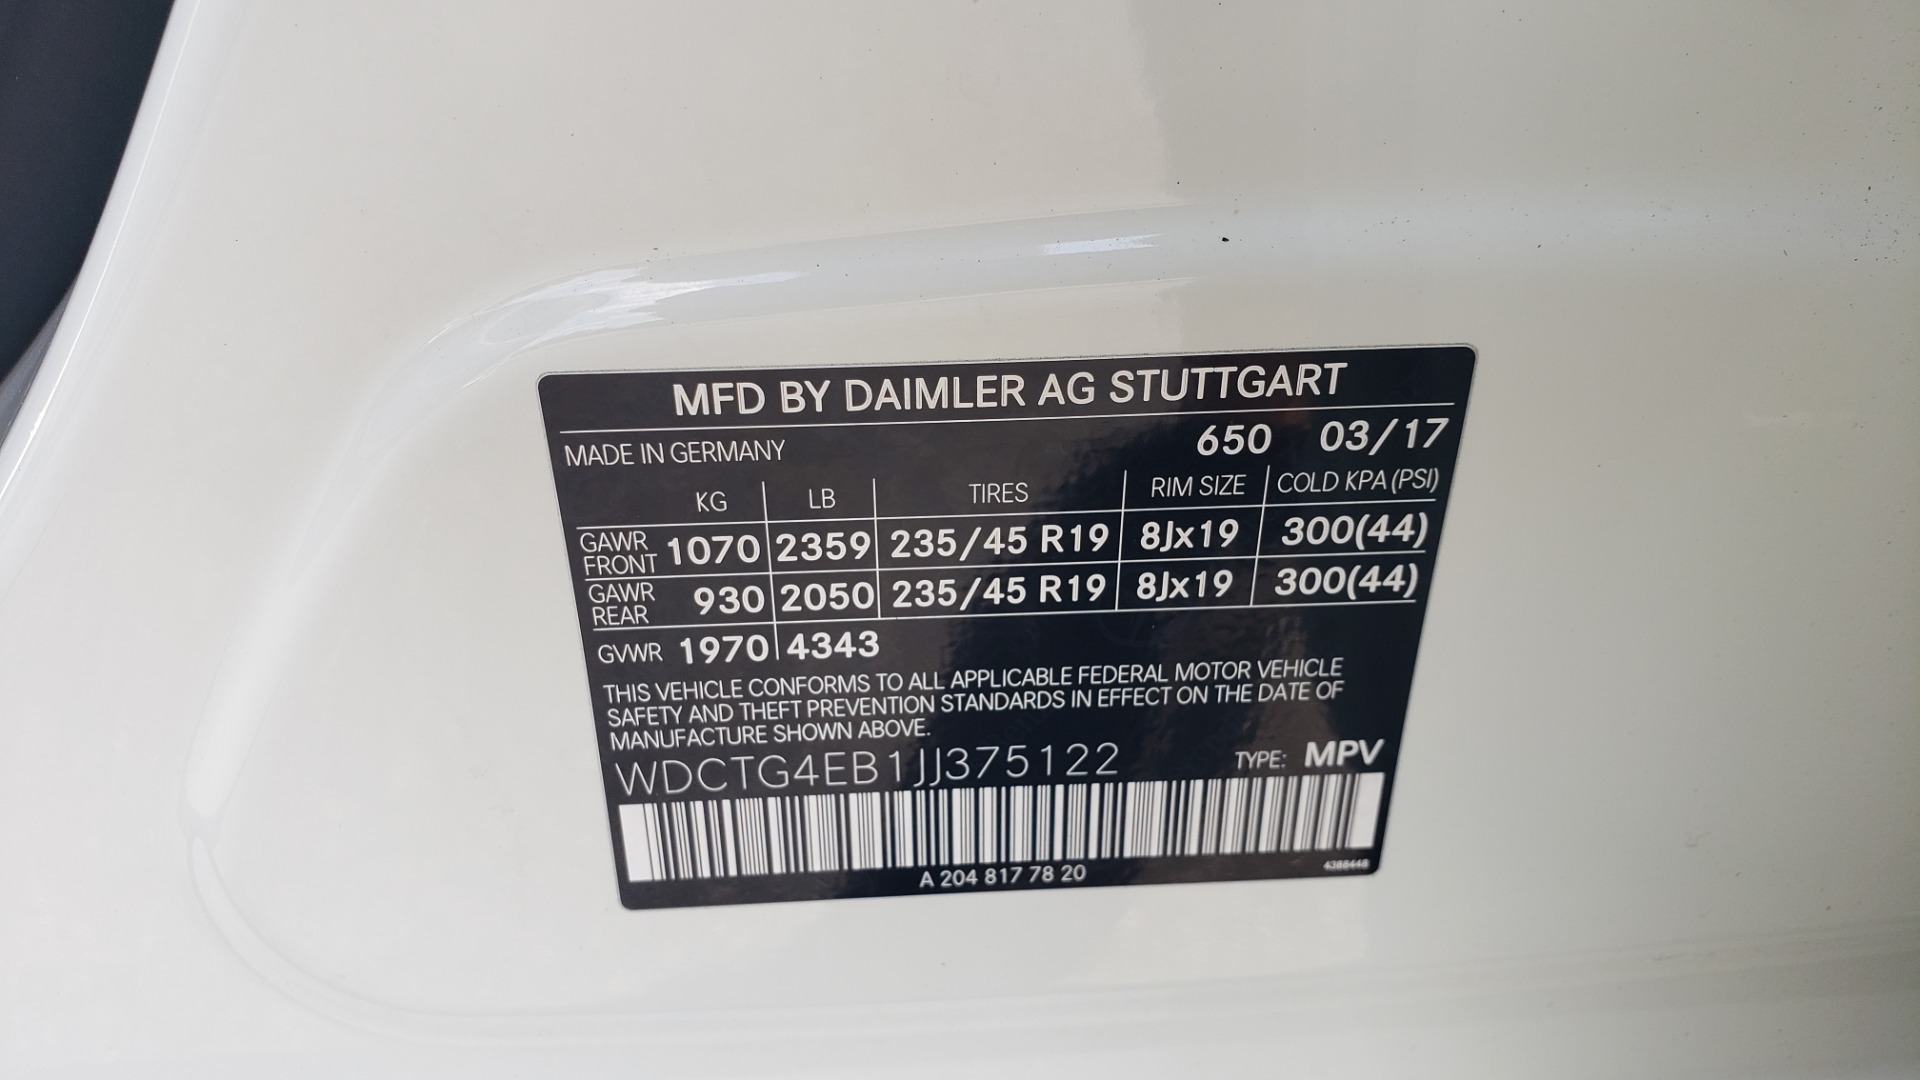 MFD BY DAIMLER AG STUTTGART
MADE IN GERMANY 650 03/17
KG LB TIRES RIM SIZE COLD KPA (PSI)
GAWR FRONT 1070 2359 235/45 R19 8Jx19 300(44)
GAWR REAR 930 2050 235/45 R19 8Jx19 300(44)
GVWR 1970 4343
THIS VEHICLE CONFORMS TO ALL APPLICABLE FEDERAL MOTOR VEHICLE
SAFETY AND THEFT PREVENTION STANDARDS IN EFFECT ON THE DATE OF
MANUFACTURE SHOWN ABOVE.
WDCTG4EB1JJ375122 TYPE: MPV
A 204 817 78 20